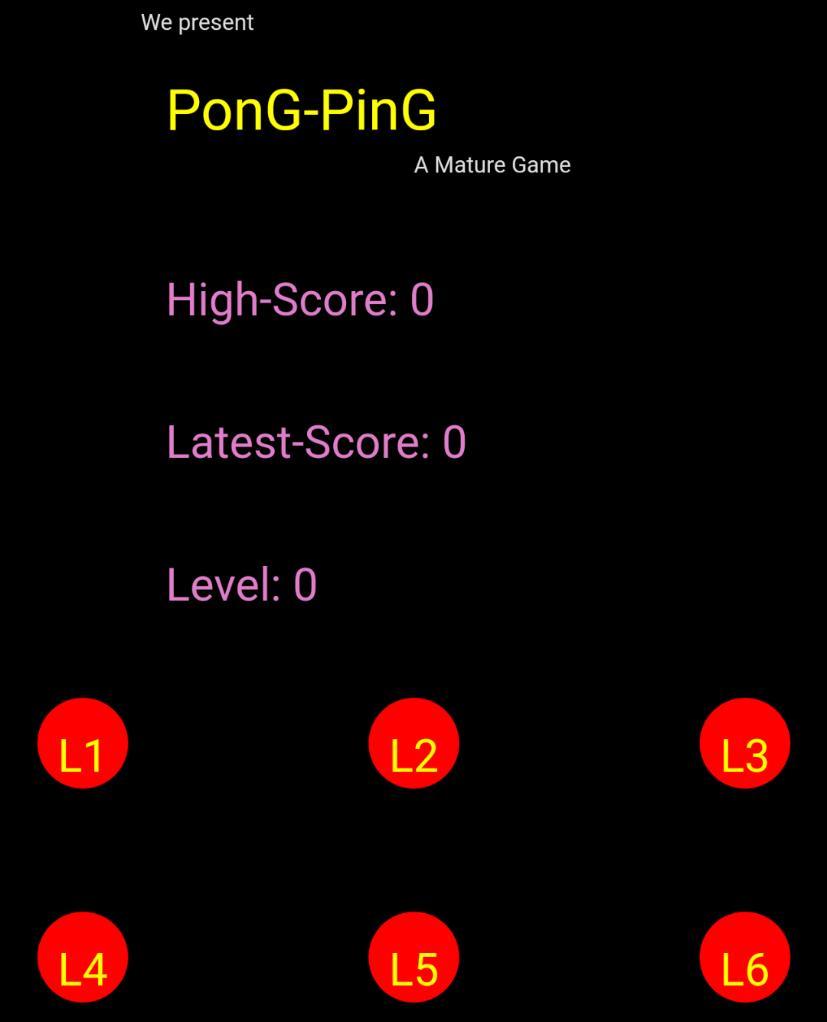 We present
PonG-PinG
A Mature Game
High-Score: 0
Latest-Score: 0
Level: 0
L1 L2 L3
L4 L5 L6